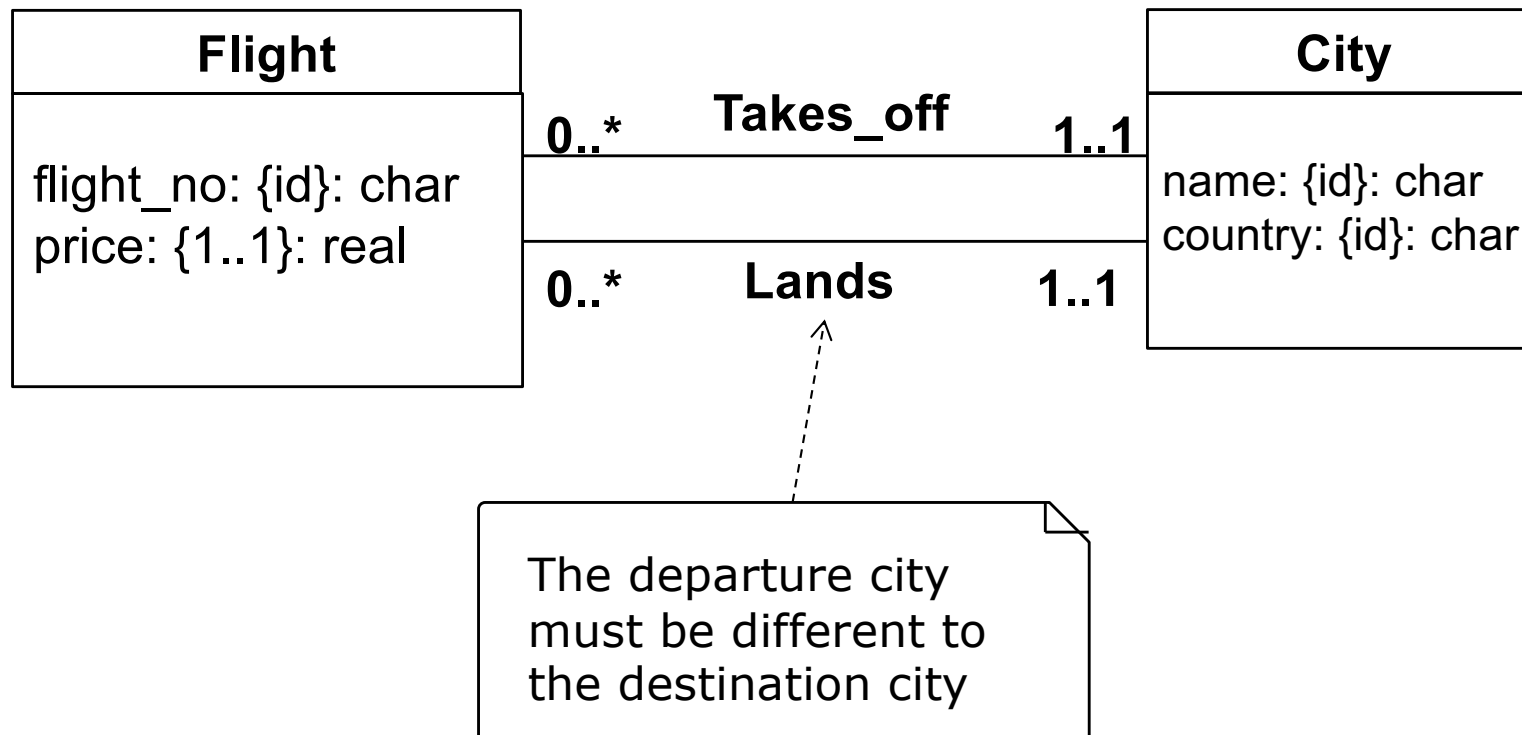 Flight
flight_no: {id}: char
price: {1..1}: real
0..* Takes_off 1..1
0..* Lands 1..1
City
name: {id}: char
country: {id}: char
The departure city
must be different to
the destination city